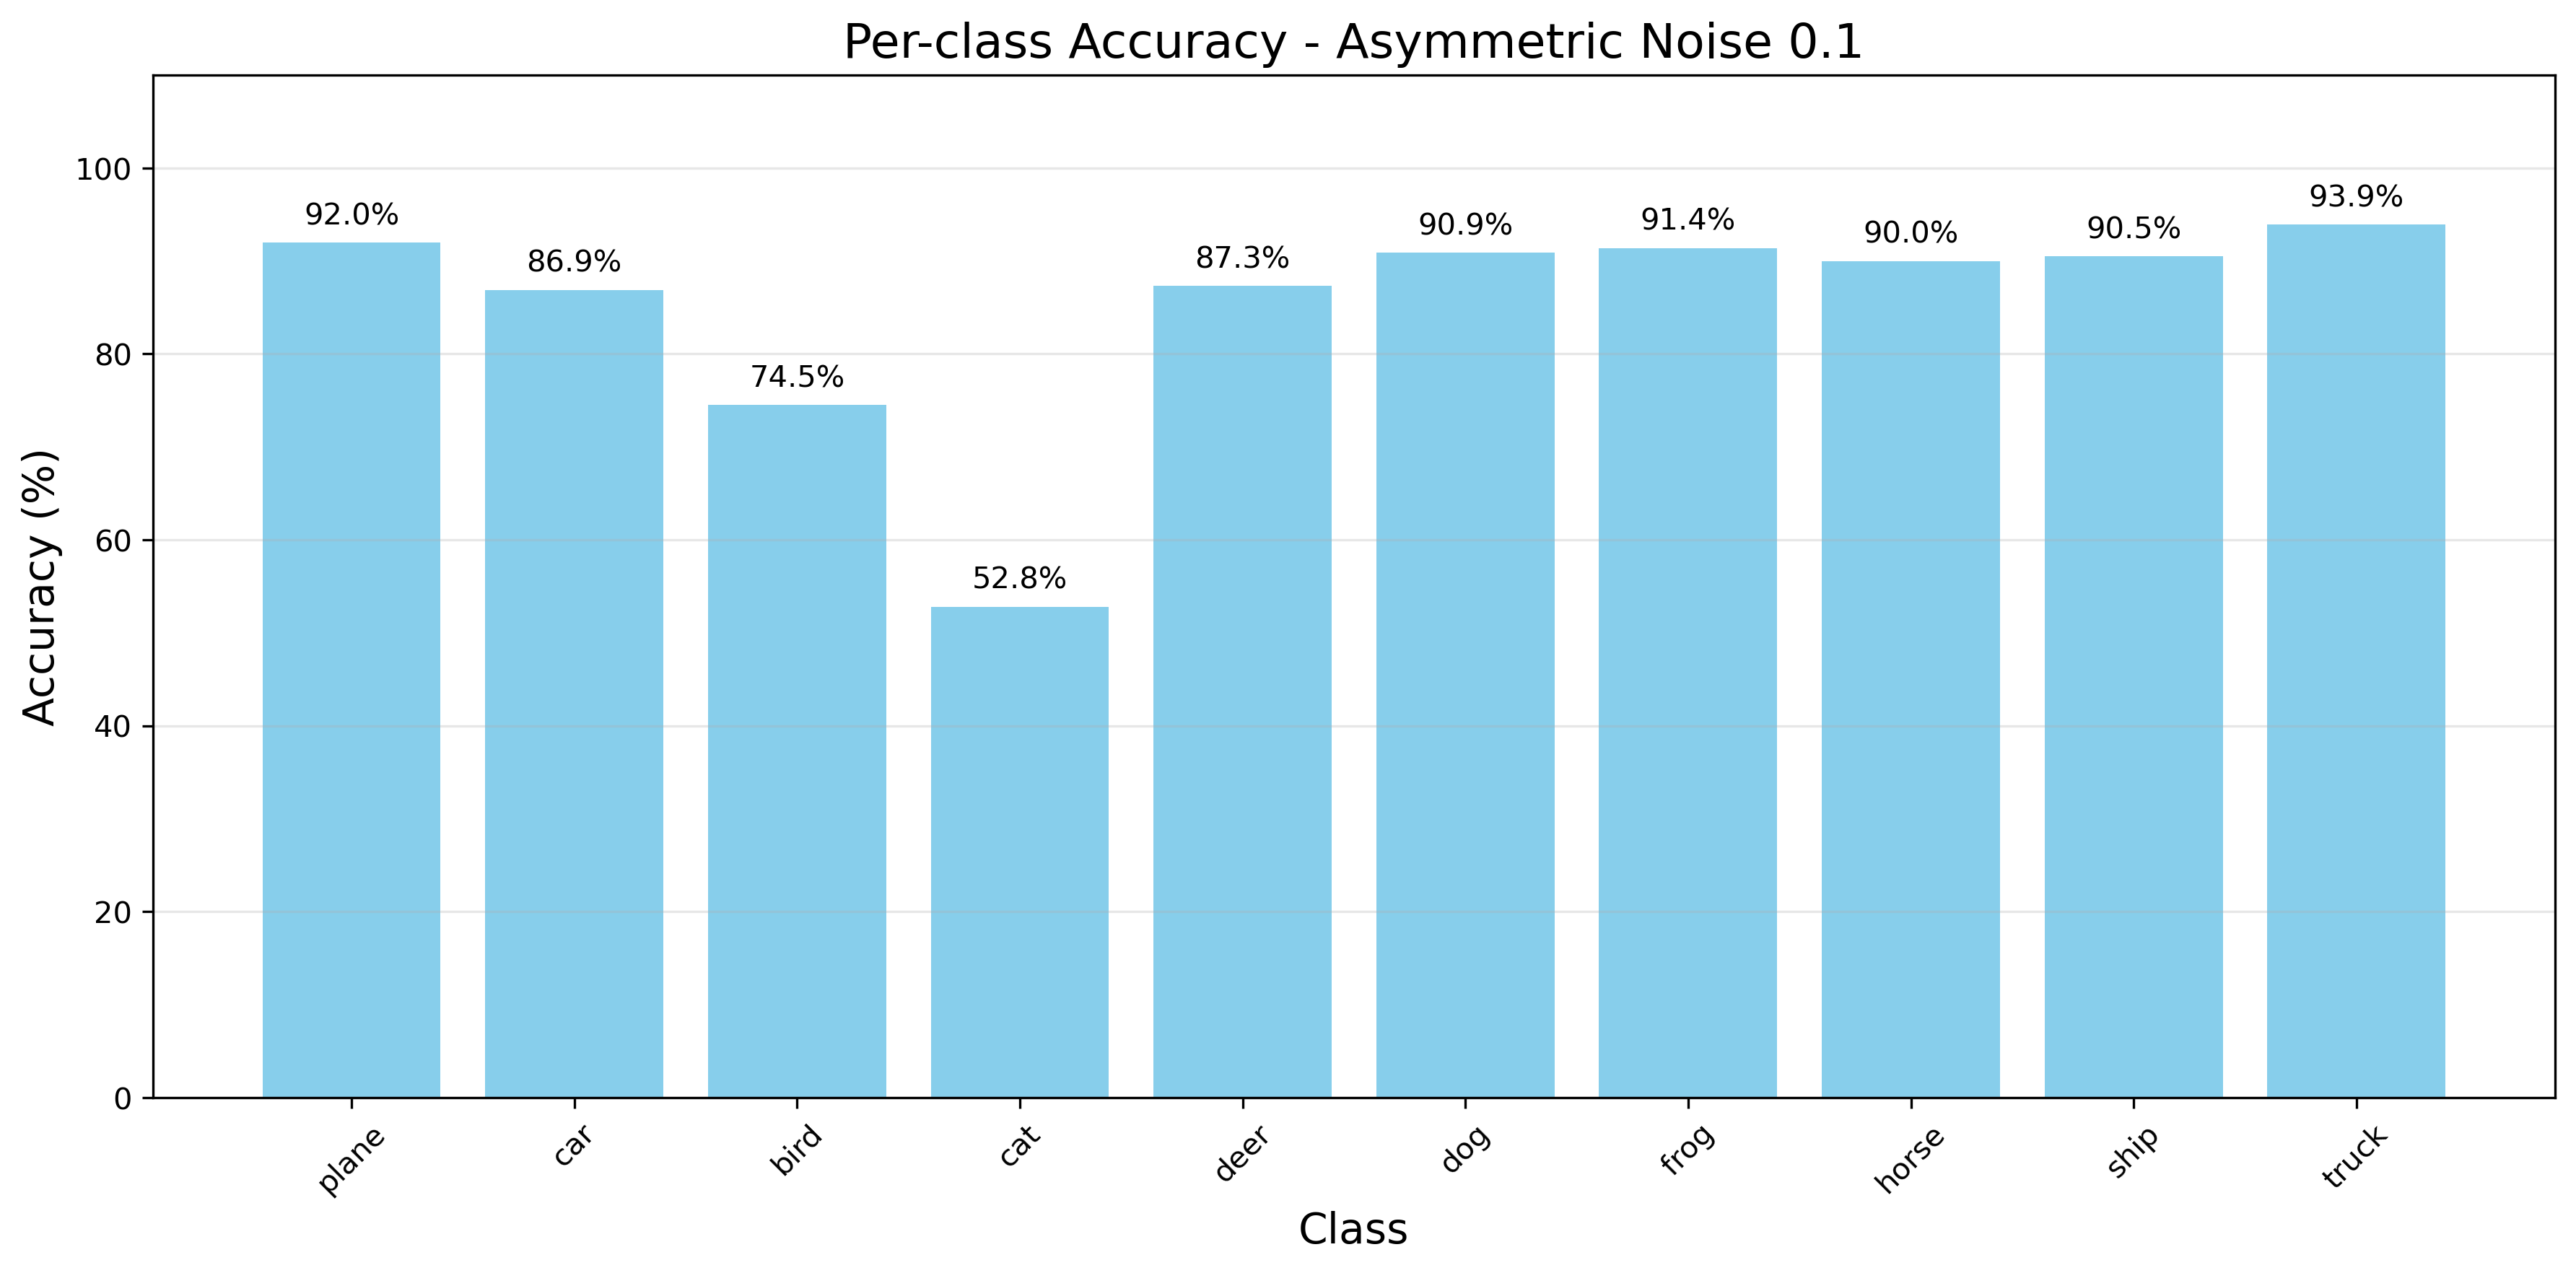 Per-class Accuracy - Asymmetric Noise 0.1
Accuracy (%)
100
80
60
40
20
0
92.0%
86.9%
74.5%
52.8%
87.3%
90.9%
91.4%
90.0%
90.5%
93.9%
plane
car
bird
cat
deer
dog
frog
horse
ship
truck
Class